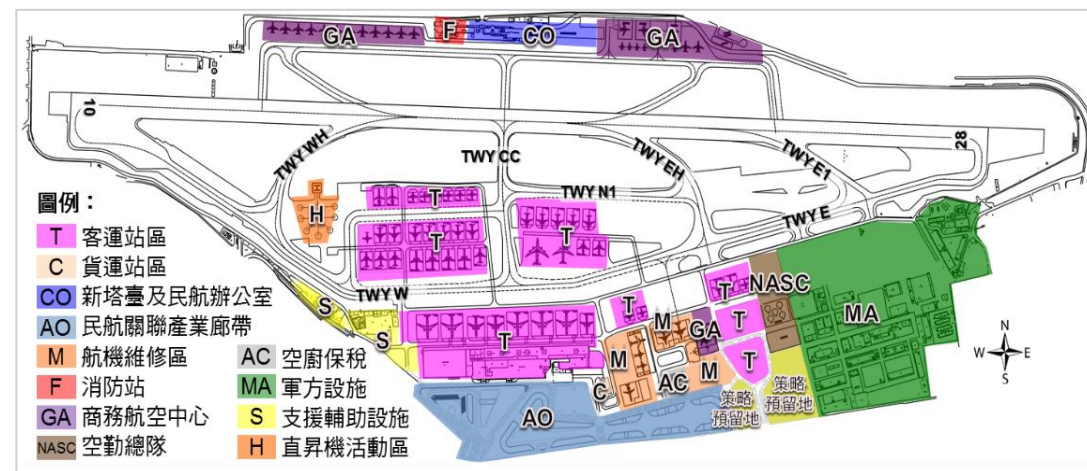 GA
F
CO
GA
10
28
TWY WH
TWY CC
TWY EH
TWY E1
TWY N1
TWY E
圖例：
T 客運站區
C 貨運站區
CO 新塔臺及民航辦公室
AO 民航關聯產業廊帶
M 航機維修區
F 消防站
GA 商務航空中心
NASC 空勤總隊
AC 空廚保稅
MA 軍方設施
S 支援輔助設施
H 直昇機活動區
H
T
T
T
TWY W
S
S
T
T
M
M
GA
M
C
AC
T
T
T
NASC
MA
AO
策略
預留地
策略
預留地
N
W
E
S